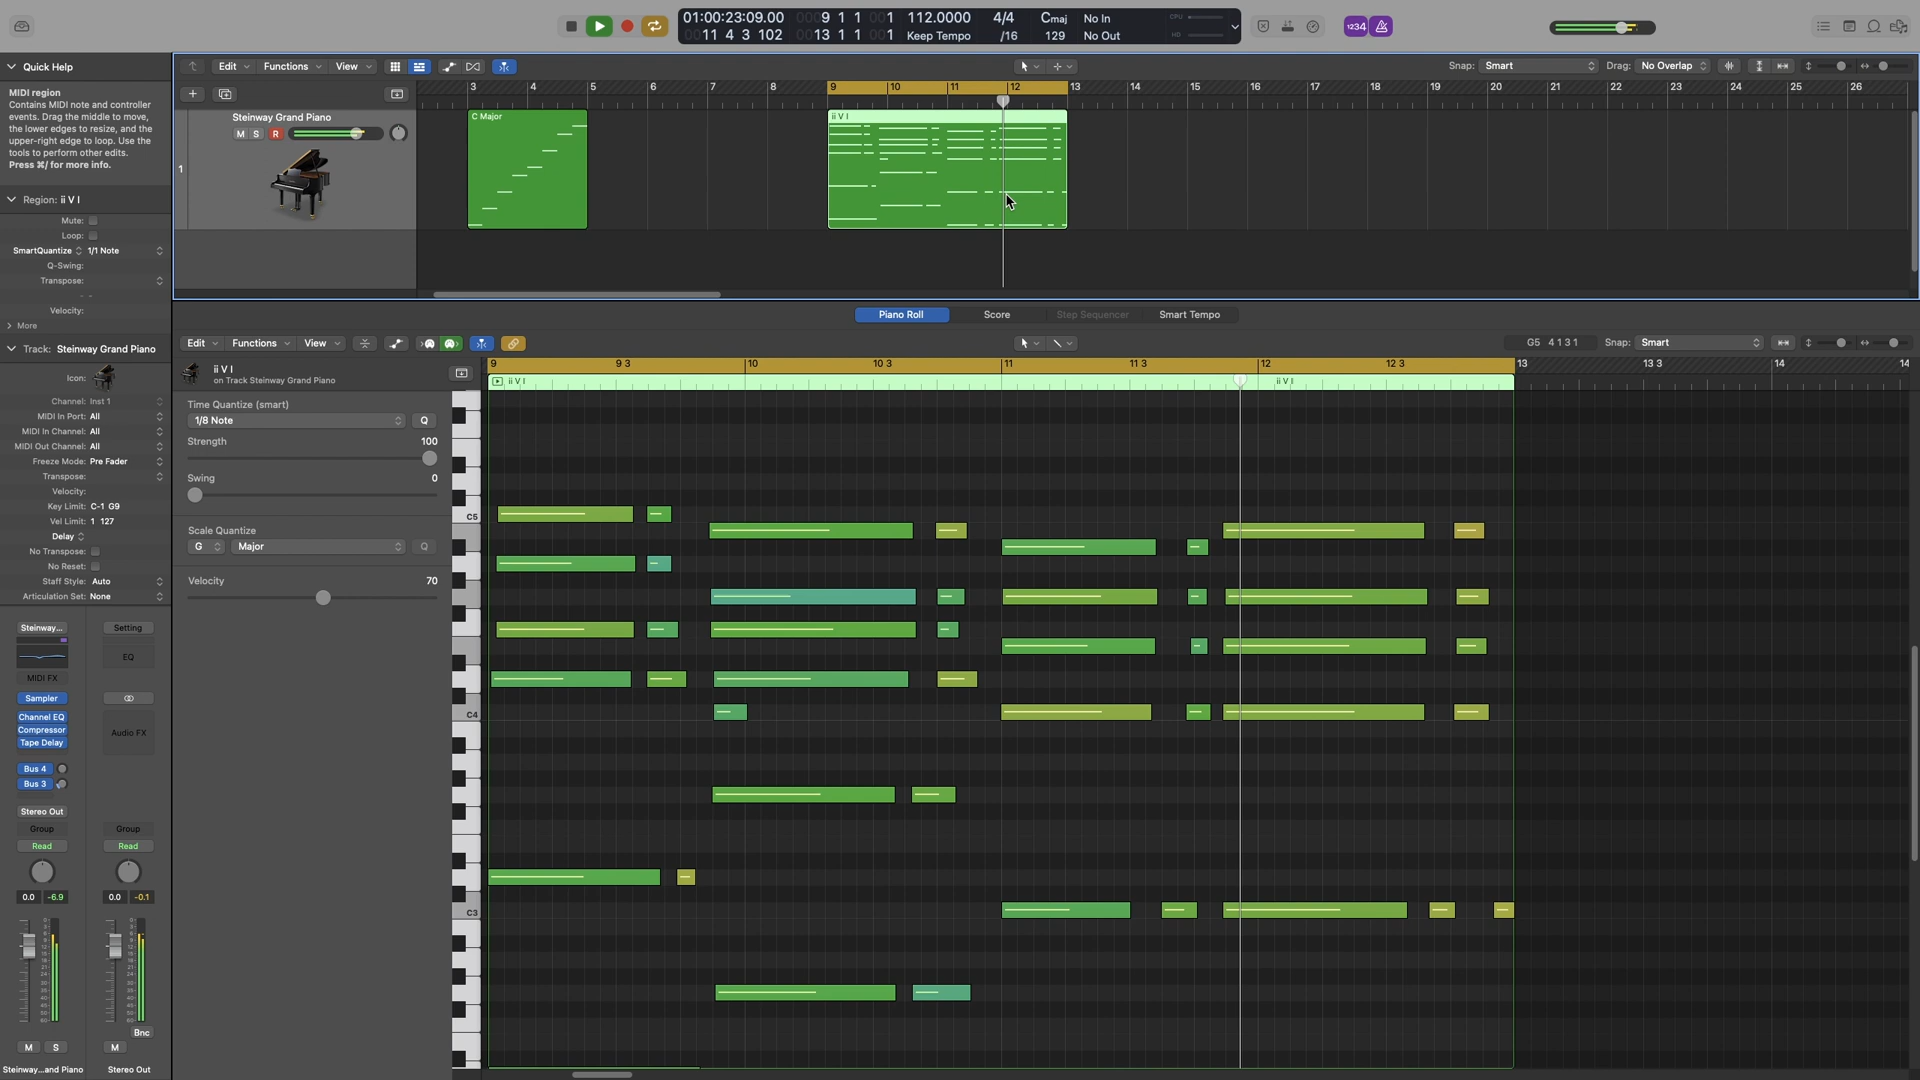 01:00:23:09.00
0011 4 3 102
0009 1 1 001
0013 1 1 001
112.0000
Keep Tempo
4/4
/16
Cmaj
129
No In
No Out
CPU
HD
1234
Quick Help
MIDI region
Contains MIDI note and controller
events. Drag the middle to move,
the lower edges to resize, and the
upper-right edge to loop. Use the
tools to perform other edits.
Press ⌘/ for more info.
Region: ii V I
Mute:
Loop:
SmartQuantize 1/1 Note
Q-Swing:
Transpose:
Velocity:
More
Track: Steinway Grand Piano
Icon:
Channel: Inst 1
MIDI In Port: All
MIDI In Channel: All
MIDI Out Channel: All
Freeze Mode: Pre Fader
Transpose:
Velocity:
Key Limit: C-1 G9
Vel Limit: 1 127
Delay
No Transpose:
No Reset:
Staff Style: Auto
Articulation Set: None
Steinway... Setting
EQ
MIDI FX
Sampler
Channel EQ
Compressor
Tape Delay
Audio FX
Bus 4
Bus 3
Stereo Out
Group Group
Read Read
0.0 -6.9 0.0 -0.1
Bnc
M S M
Steinway...and Piano Stereo Out
Edit Functions View
Snap: Smart Drag: No Overlap
3 4 5 6 7 8 9 10 11 12 13 14 15 16 17 18 19 20 21 22 23 24 25 26
1
Steinway Grand Piano
M S R
C Major
ii V I
Piano Roll Score Step Sequencer Smart Tempo
Edit Functions View
G5 4 1 3 1 Snap: Smart
ii V I
on Track Steinway Grand Piano
9 9 3 10 10 3 11 11 3 12 12 3 13 13 3 14 14
ii V I ii V I
Time Quantize (smart)
1/8 Note Q
Strength 100
Swing 0
Scale Quantize
G Major Q
Velocity 70
C5
C4
C3